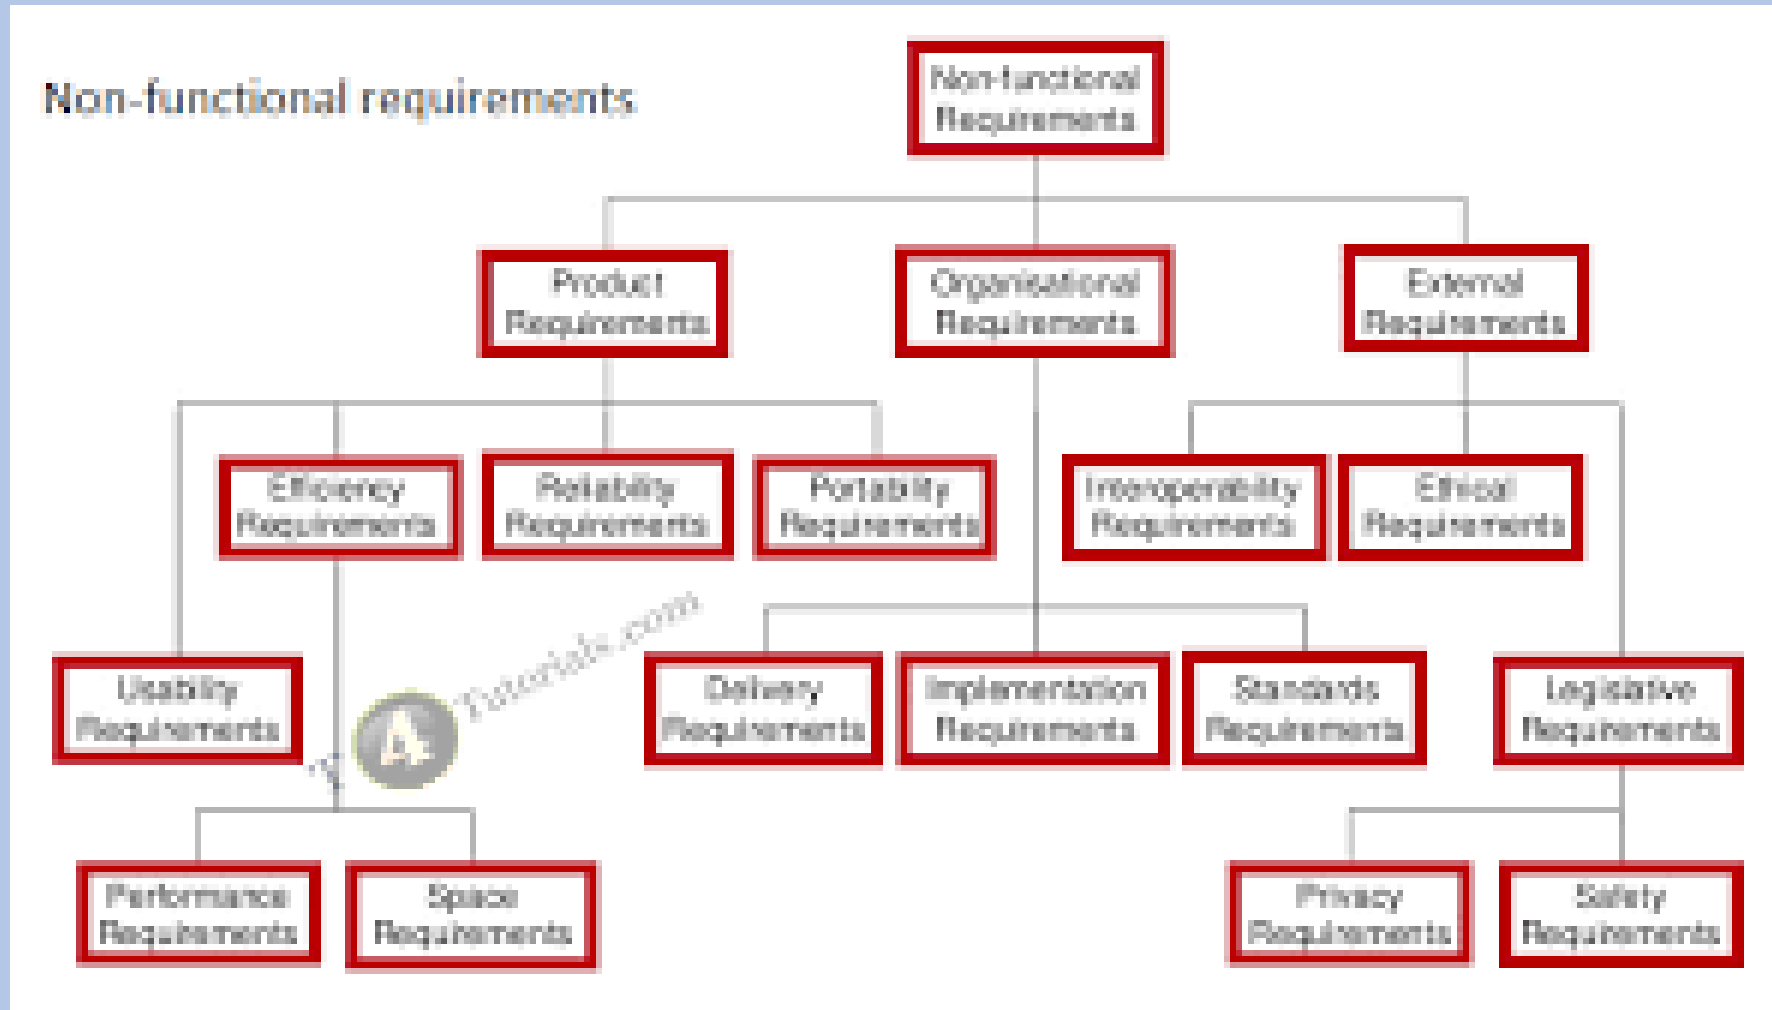 Non-functional requirements
Non-functional
Requirements
Product
Requirements
Organisational
Requirements
External
Requirements
Efficiency
Requirements
Reliability
Requirements
Portability
Requirements
Interoperability
Requirements
Ethical
Requirements
Usability
Requirements
Delivery
Requirements
Implementation
Requirements
Standards
Requirements
Legislative
Requirements
Performance
Requirements
Space
Requirements
Privacy
Requirements
Safety
Requirements
T A Tutorials.com